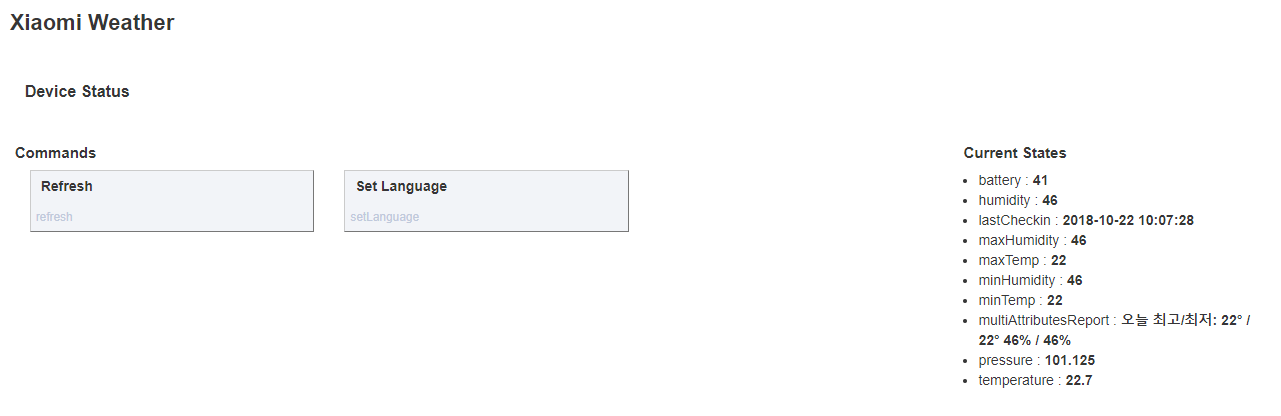 Xiaomi Weather
Device Status
Commands
Refresh
refresh
Set Language
setLanguage
Current States
battery : 41
humidity : 46
lastCheckin : 2018-10-22 10:07:28
maxHumidity : 46
maxTemp : 22
minHumidity : 46
minTemp : 22
multiAttributesReport : 오늘 최고/최저: 22° /
22° 46% / 46%
pressure : 101.125
temperature : 22.7